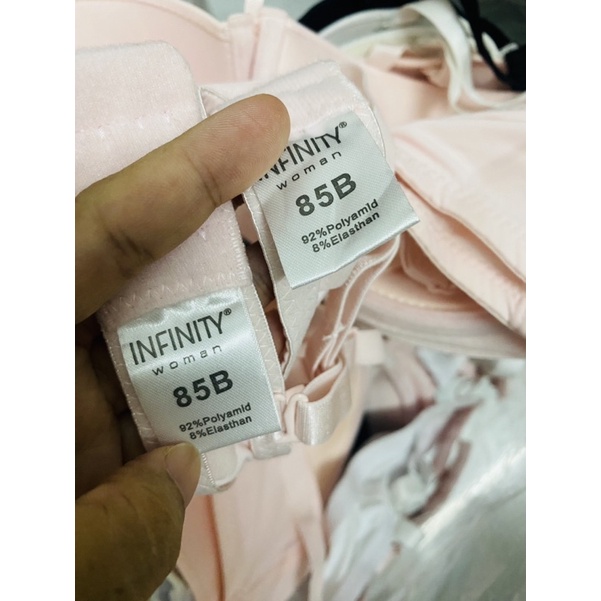 INFINITY®
woman
85B
92%Polyamid
8%Elasthan
INFINITY®
woman
85B
92%Polyamid
8%Elasthan